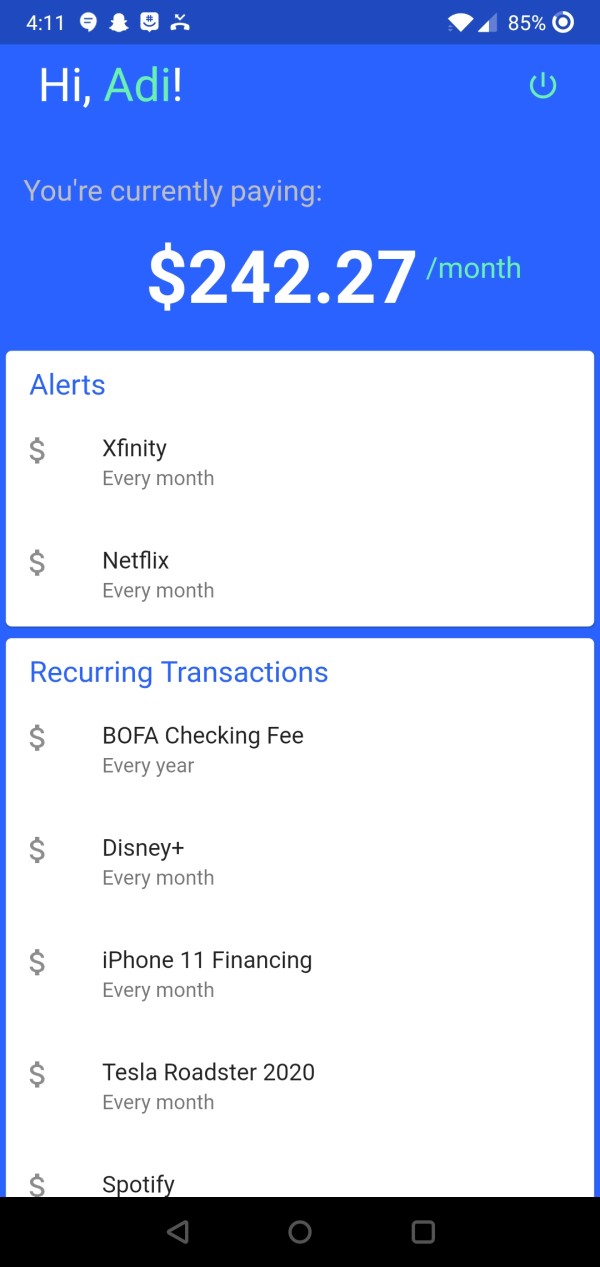 4:11 85%
Hi, Adi!
You're currently paying:
$242.27 /month
Alerts
$ Xfinity
Every month
$ Netflix
Every month
Recurring Transactions
$ BOFA Checking Fee
Every year
$ Disney+
Every month
$ iPhone 11 Financing
Every month
$ Tesla Roadster 2020
Every month
$ Spotify